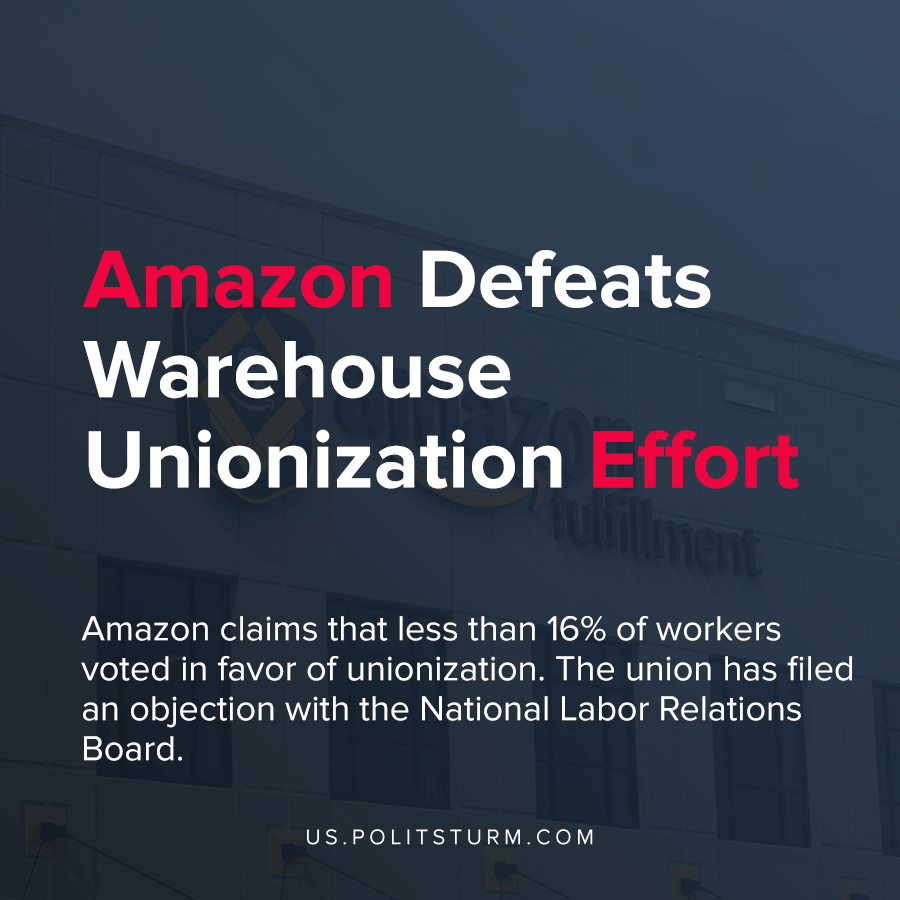 Amazon Defeats
Warehouse
Unionization Effort
amazon
fulfillment
Amazon claims that less than 16% of workers
voted in favor of unionization. The union has filed
an objection with the National Labor Relations
Board.
US.POLITSTURM.COM